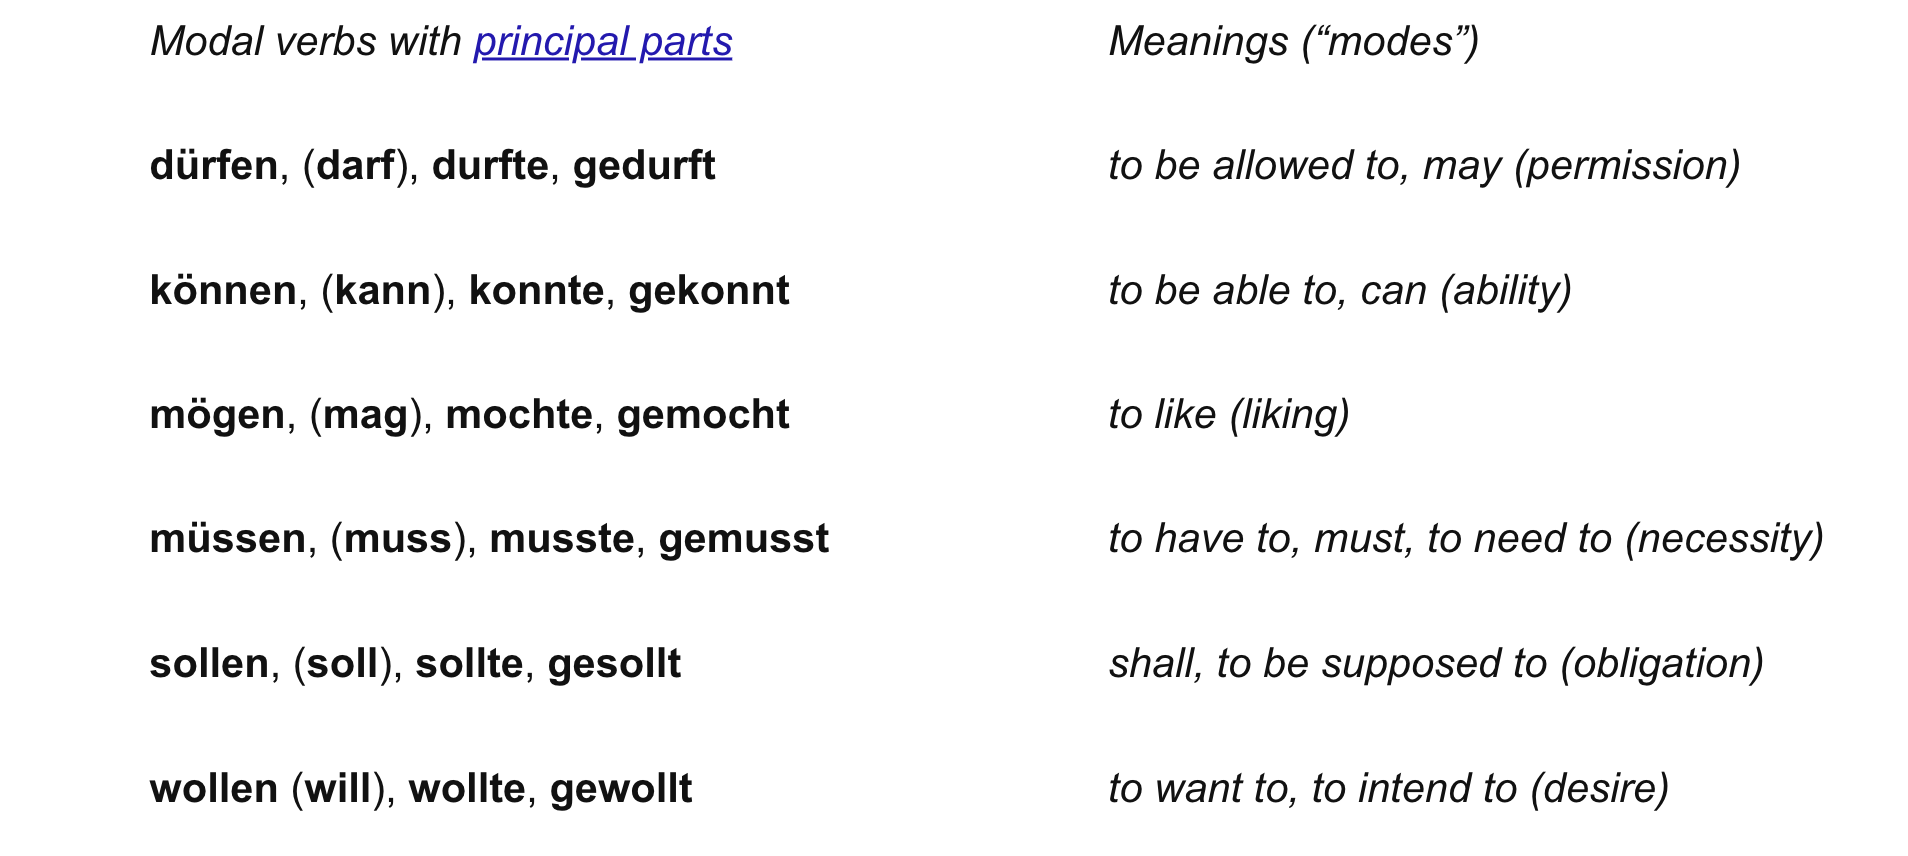 Modal verbs with principal parts Meanings (“modes”)
dürfen, (darf), durfte, gedurft to be allowed to, may (permission)
können, (kann), konnte, gekonnt to be able to, can (ability)
mögen, (mag), mochte, gemocht to like (liking)
müssen, (muss), musste, gemusst to have to, must, to need to (necessity)
sollen, (soll), sollte, gesollt shall, to be supposed to (obligation)
wollen (will), wollte, gewollt to want to, to intend to (desire)